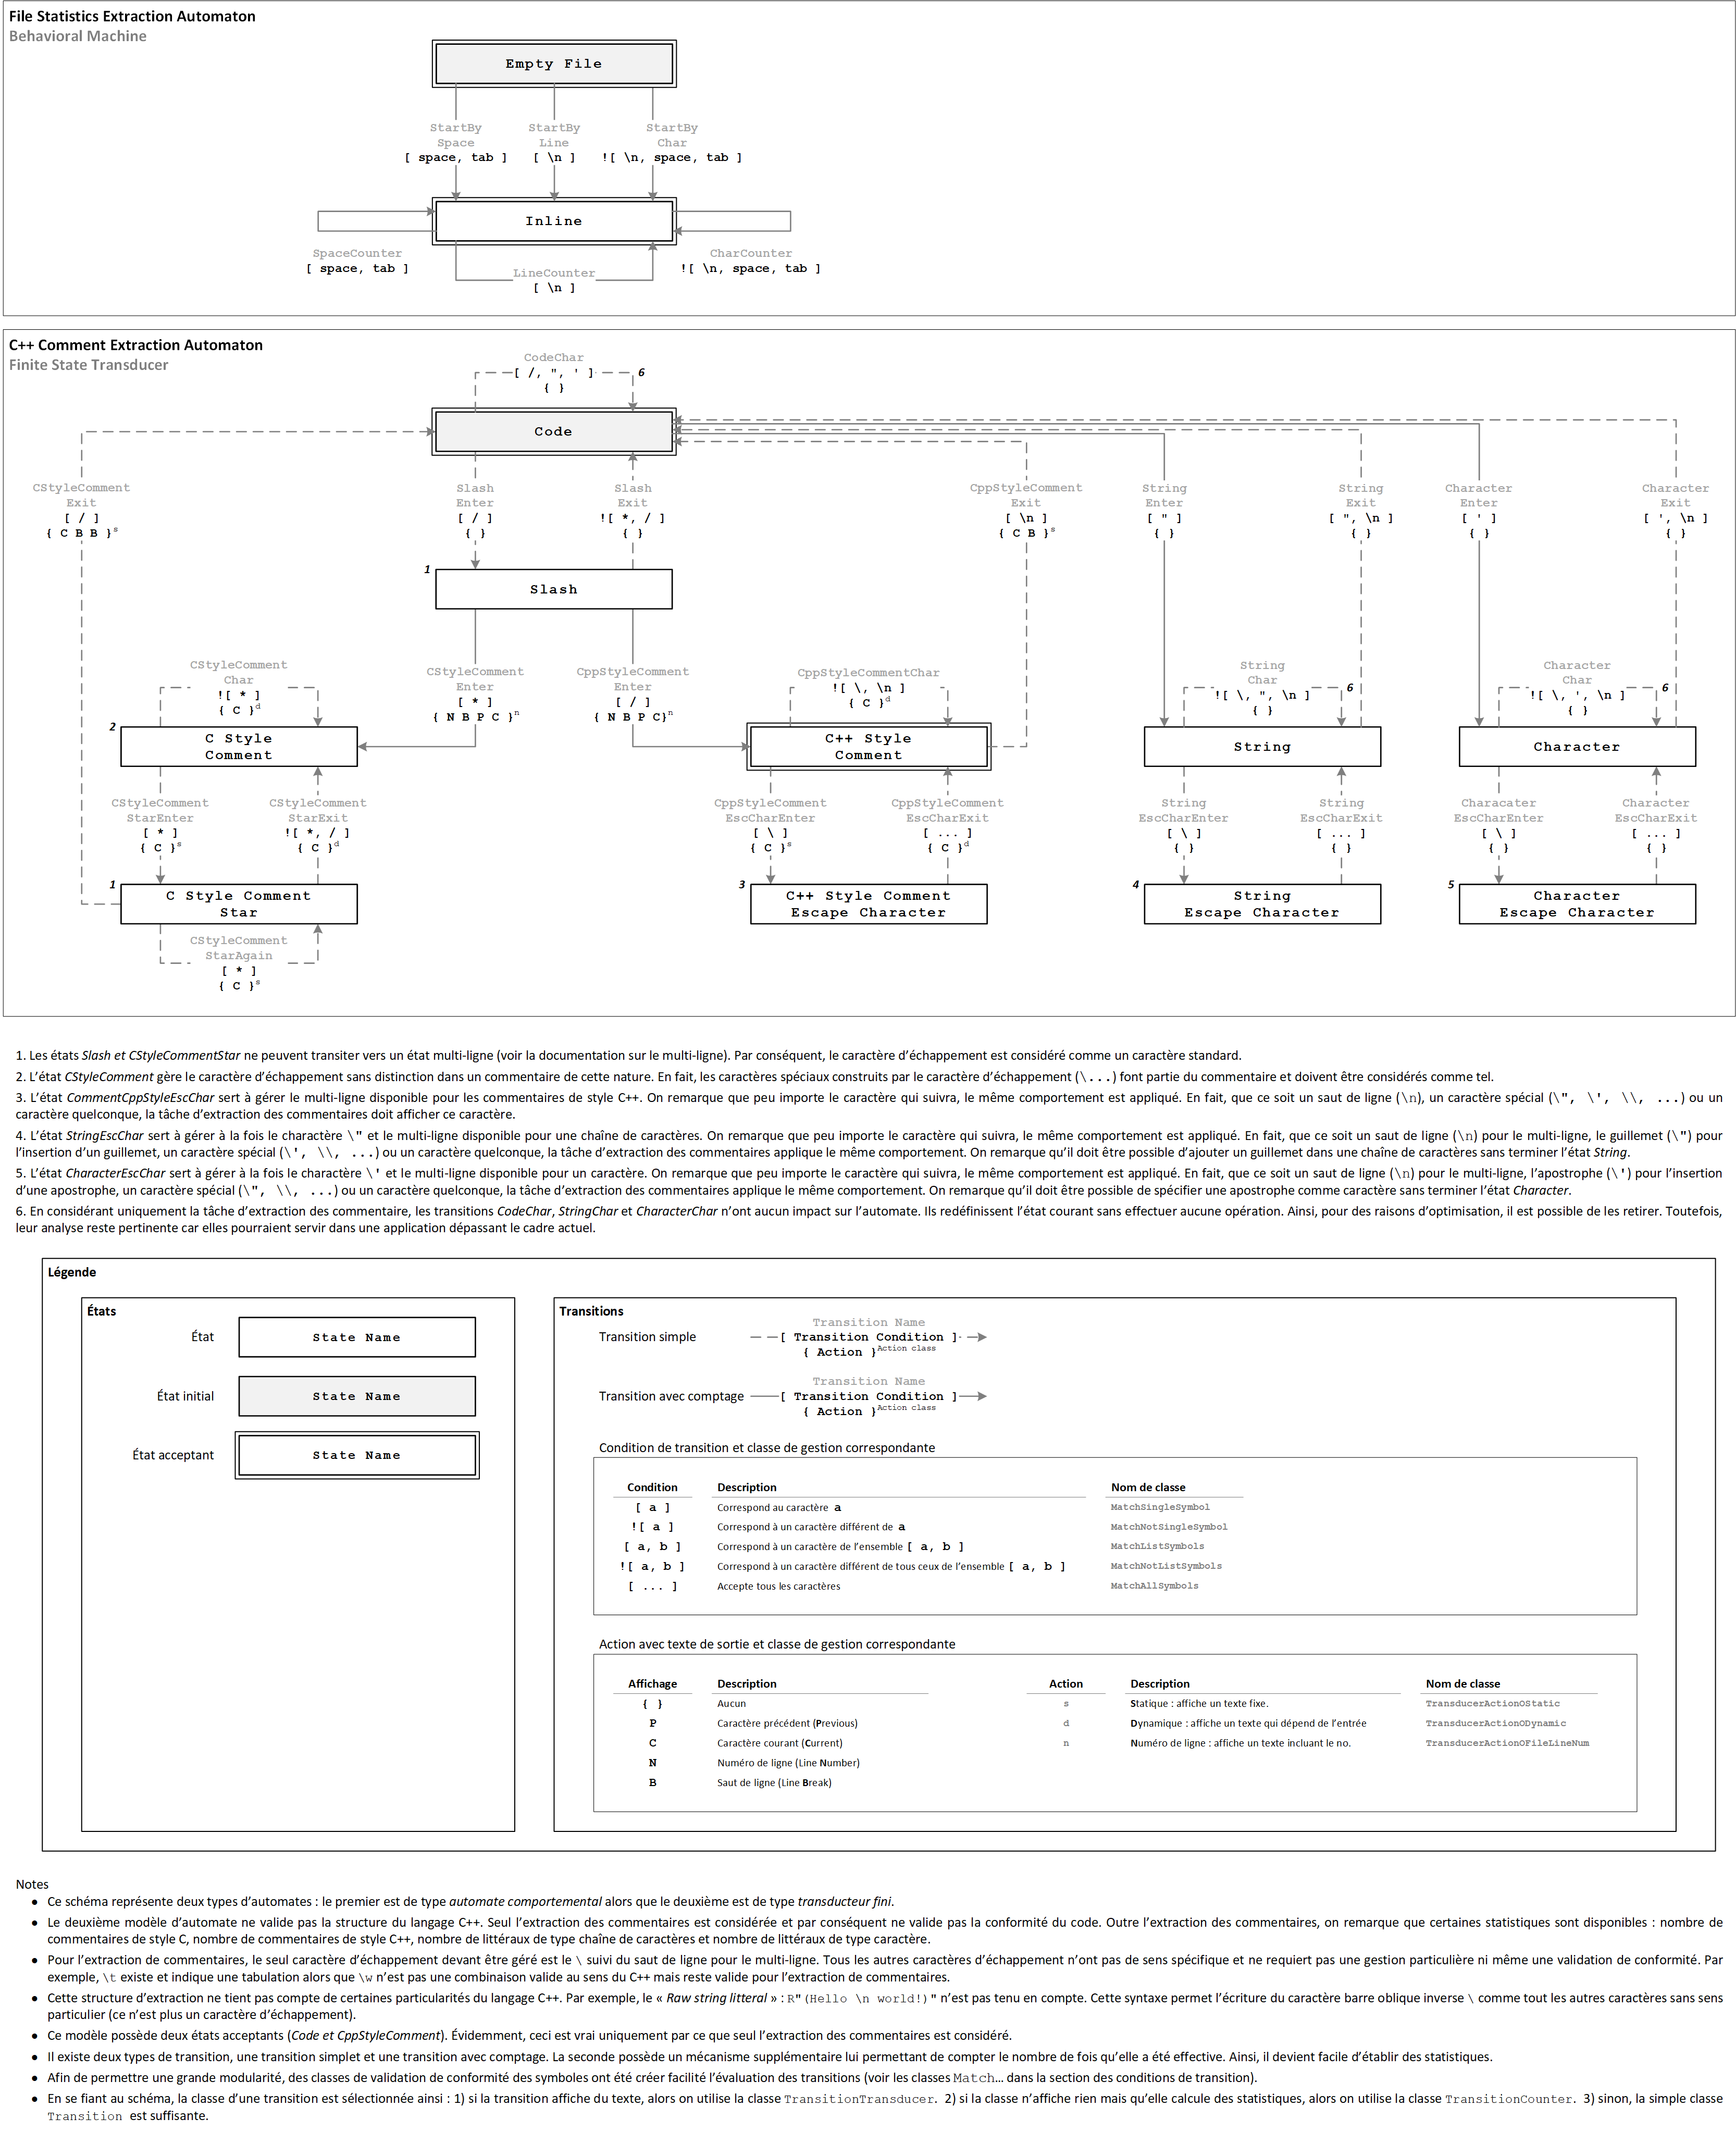 File Statistics Extraction Automaton
Behavioral Machine
Empty File
StartBy
Space
[ space, tab ]
StartBy
Line
[ \n ]
StartBy
Char
![ \n, space, tab ]
Inline
SpaceCounter
[ space, tab ]
LineCounter
[ \n ]
CharCounter
![ \n, space, tab ]
C++ Comment Extraction Automaton
Finite State Transducer
CodeChar
[ /, ", ' ]
{ }
6
Code
CStyleComment
Exit
[ / ]
{ C B B }s
Slash
Enter
[ / ]
{ }
Slash
Exit
![ *, / ]
{ }
CppStyleComment
Exit
[ \n ]
{ C B }s
String
Enter
[ " ]
{ }
String
Exit
[ ", \n ]
{ }
Character
Enter
[ ' ]
{ }
Character
Exit
[ ', \n ]
{ }
1
Slash
CStyleComment
Char
![ * ]
{ C }d
CStyleComment
Enter
[ * ]
{ N B P C }n
CppStyleComment
Enter
[ / ]
{ N B P C}n
CppStyleCommentChar
![ \, \n ]
{ C }d
String
Char
![ \, ", \n ]
{ }
6
Character
Char
![ \, ', \n ]
{ }
6
2
C Style
Comment
C++ Style
Comment
String
Character
CStyleComment
StarEnter
[ * ]
{ C }s
CStyleComment
StarExit
![ *, / ]
{ C }d
CppStyleComment
EscCharEnter
[ \ ]
{ C }s
CppStyleComment
EscCharExit
[ ... ]
{ C }d
String
EscCharEnter
[ \ ]
{ }
String
EscCharExit
[ ... ]
{ }
Characater
EscCharEnter
[ \ ]
{ }
Character
EscCharExit
[ ... ]
{ }
1
C Style Comment
Star
3
C++ Style Comment
Escape Character
4
String
Escape Character
5
Character
Escape Character
CStyleComment
StarAgain
[ * ]
{ C }s
1. Les états Slash et CStyleCommentStar ne peuvent transiter vers un état multi-ligne (voir la documentation sur le multi-ligne). Par conséquent, le caractère d'échappement est considéré comme un caractère standard.
2. L'état CStyleComment gère le caractère d'échappement sans distinction dans un commentaire de cette nature. En fait, les caractères spéciaux construits par le caractère d'échappement (\...) font partie du commentaire et doivent être considérés comme tel.
3. L'état CommentCppStyleEscChar sert à gérer le multi-ligne disponible pour les commentaires de style C++. On remarque que peu importe le caractère qui suivra, le même comportement est appliqué. En fait, que ce soit un saut de ligne (\n), un caractère spécial (\", \', \\, ...) ou un
caractère quelconque, la tâche d'extraction des commentaires doit afficher ce caractère.
4. L'état StringEscChar sert à gérer à la fois le charactère \" et le multi-ligne disponible pour une chaîne de caractères. On remarque que peu importe le caractère qui suivra, le même comportement est appliqué. En fait, que ce soit un saut de ligne (\n) pour le multi-ligne, le guillemet (\") pour
l'insertion d'un guillemet, un caractère spécial (\', \\, ...) ou un caractère quelconque, la tâche d'extraction des commentaires applique le même comportement. On remarque qu'il doit être possible d'ajouter un guillemet dans une chaîne de caractères sans terminer l'état String.
5. L'état CharacterEscChar sert à gérer à la fois le charactère \' et le multi-ligne disponible pour un caractère. On remarque que peu importe le caractère qui suivra, le même comportement est appliqué. En fait, que ce soit un saut de ligne (\n) pour le multi-ligne, l'apostrophe (\') pour l'insertion
d'une apostrophe, un caractère spécial (\", \\, ...) ou un caractère quelconque, la tâche d'extraction des commentaires applique le même comportement. On remarque qu'il doit être possible de spécifier une apostrophe comme caractère sans terminer l'état Character.
6. En considérant uniquement la tâche d'extraction des commentaire, les transitions CodeChar, StringChar et CharacterChar n'ont aucun impact sur l'automate. Ils redéfinissent l'état courant sans effectuer aucune opération. Ainsi, pour des raisons d'optimisation, il est possible de les retirer. Toutefois,
leur analyse reste pertinente car elles pourraient servir dans une application dépassant le cadre actuel.
Légende
États
État
State Name
État initial
State Name
État acceptant
State Name
Transitions
Transition simple
Transition Name
[ Transition Condition ]
{ Action }Action class
Transition avec comptage
Transition Name
[ Transition Condition ]
{ Action }Action class
Condition de transition et classe de gestion correspondante
Condition Description Nom de classe
[ a ] Correspond au caractère a MatchSingleSymbol
![ a ] Correspond à un caractère différent de a MatchNotSingleSymbol
[ a, b ] Correspond à un caractère de l'ensemble [ a, b ] MatchListSymbols
![ a, b ] Correspond à un caractère différent de tous ceux de l'ensemble [ a, b ] MatchNotListSymbols
[ ... ] Accepte tous les caractères MatchAllSymbols
Action avec texte de sortie et classe de gestion correspondante
Affichage Description Action Description Nom de classe
{ } Aucun s Statique : affiche un texte fixe. TransducerActionOStatic
P Caractère précédent (Previous) d Dynamique : affiche un texte qui dépend de l'entrée TransducerActionODynamic
C Caractère courant (Current) n Numéro de ligne : affiche un texte incluant le no. TransducerActionOFileLineNum
N Numéro de ligne (Line Number)
B Saut de ligne (Line Break)
Notes
● Ce schéma représente deux types d'automates : le premier est de type automate comportemental alors que le deuxième est de type transducteur fini.
● Le deuxième modèle d'automate ne valide pas la structure du langage C++. Seul l'extraction des commentaires est considérée et par conséquent ne valide pas la conformité du code. Outre l'extraction des commentaires, on remarque que certaines statistiques sont disponibles : nombre de
commentaires de style C, nombre de commentaires de style C++, nombre de littéraux de type chaîne de caractères et nombre de littéraux de type caractère.
● Pour l'extraction de commentaires, le seul caractère d'échappement devant être géré est le \ suivi du saut de ligne pour le multi-ligne. Tous les autres caractères d'échappement n'ont pas de sens spécifique et ne requiert pas une gestion particulière ni même une validation de conformité. Par
exemple, \t existe et indique une tabulation alors que \w n'est pas une combinaison valide au sens du C++ mais reste valide pour l'extraction de commentaires.
● Cette structure d'extraction ne tient pas compte de certaines particularités du langage C++. Par exemple, le « Raw string litteral » : R"(Hello \n world!)" n'est pas tenu en compte. Cette syntaxe permet l'écriture du caractère barre oblique inverse \ comme tout les autres caractères sans sens
particulier (ce n'est plus un caractère d'échappement).
● Ce modèle possède deux états acceptants (Code et CppStyleComment). Évidemment, ceci est vrai uniquement par ce que seul l'extraction des commentaires est considéré.
● Il existe deux types de transition, une transition simplet et une transition avec comptage. La seconde possède un mécanisme supplémentaire lui permettant de compter le nombre de fois qu'elle a été effective. Ainsi, il devient facile d'établir des statistiques.
● Afin de permettre une grande modularité, des classes de validation de conformité des symboles ont été créer facilité l'évaluation des transitions (voir les classes Match… dans la section des conditions de transition).
● En se fiant au schéma, la classe d'une transition est sélectionnée ainsi : 1) si la transition affiche du texte, alors on utilise la classe TransitionTransducer. 2) si la classe n'affiche rien mais qu'elle calcule des statistiques, alors on utilise la classe TransitionCounter. 3) sinon, la simple classe
Transition est suffisante.